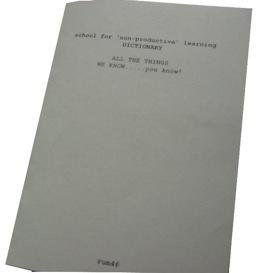 school for 'non-productive' learning
DICTIONARY
ALL THE THINGS
WE KNOW.....you know!